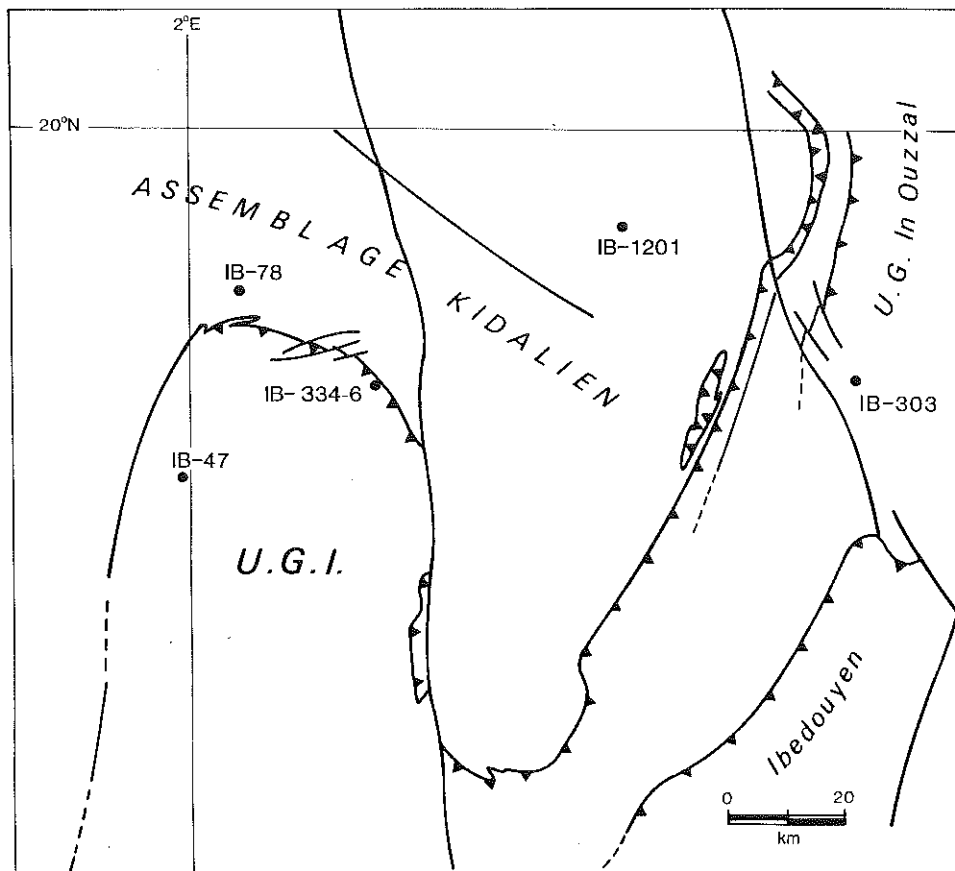 2°E
20°N
ASSEMBLAGE KIDALIEN
U.G. In Ouzzal
IB-1201
IB-78
IB-334-6
IB-303
IB-47
U.G.I.
Ibedouyen
0 20
km